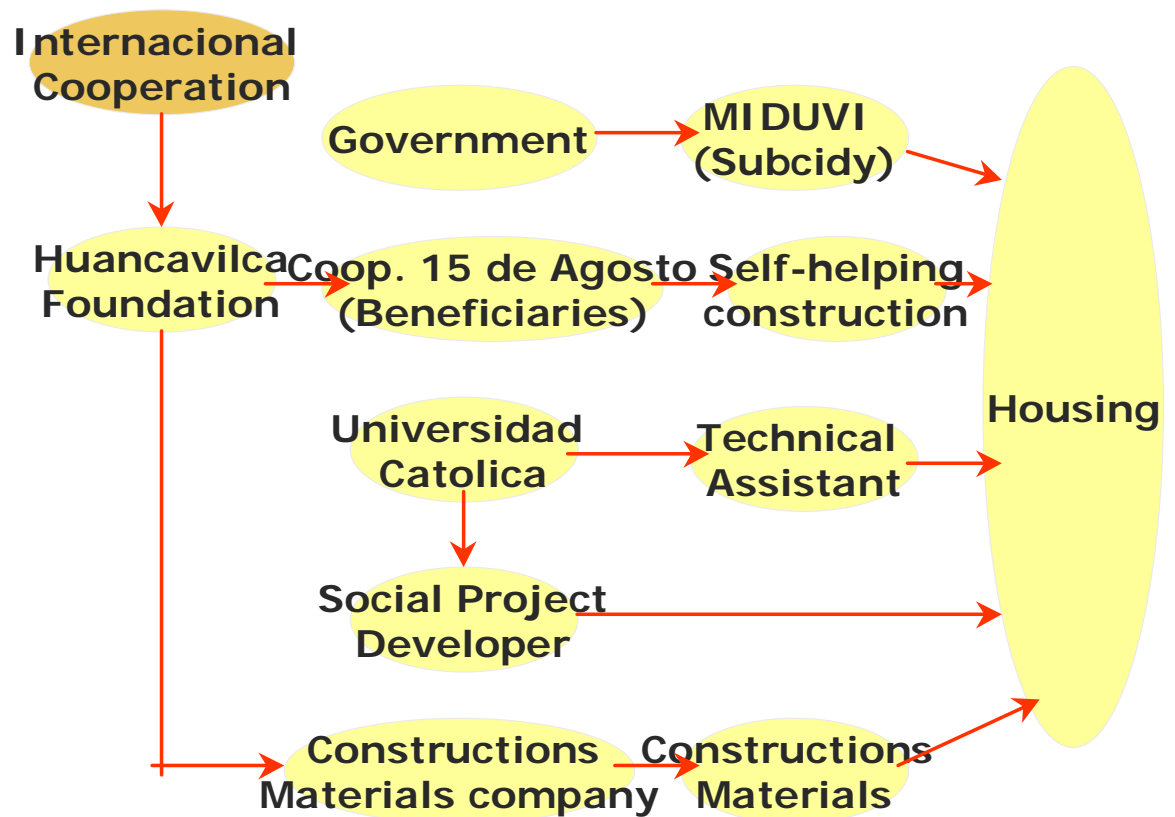 Internacional
Cooperation
Government
MIDUVI
(Subcidy)
Huancavilca
Foundation
Coop. 15 de Agosto
(Beneficiaries)
Self-helping
construction
Housing
Universidad
Catolica
Technical
Assistant
Social Project
Developer
Constructions
Materials company
Constructions
Materials